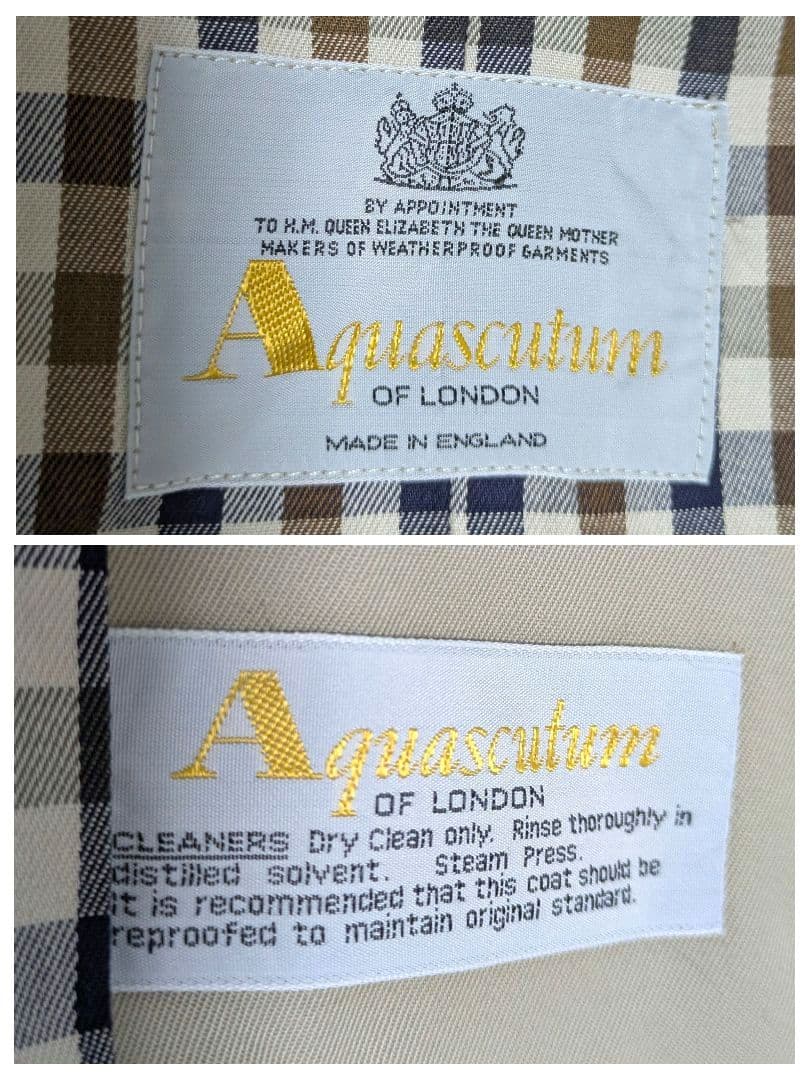 BY APPOINTMENT
TO H.M. QUEEN ELIZABETH THE QUEEN MOTHER
MAKERS OF WEATHERPROOF GARMENTS
Aquascutum
OF LONDON
MADE IN ENGLAND
Aquascutum
OF LONDON
CLEANERS Dry Clean only. Rinse thoroughly in
distilled solvent. Steam Press.
it is recommended that this coat should be
reproofed to maintain original standard.